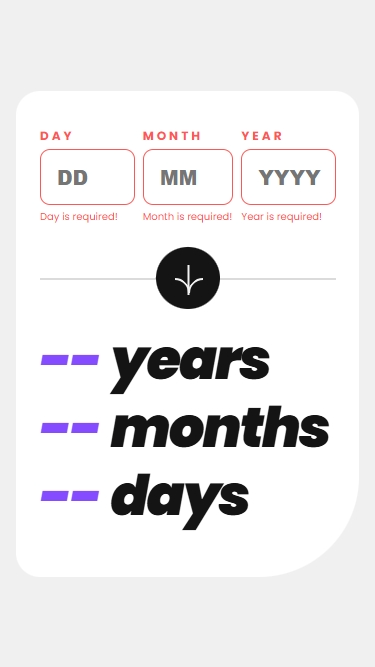 DAY MONTH YEAR
DD MM YYYY
Day is required! Month is required! Year is required!
-- years
-- months
-- days